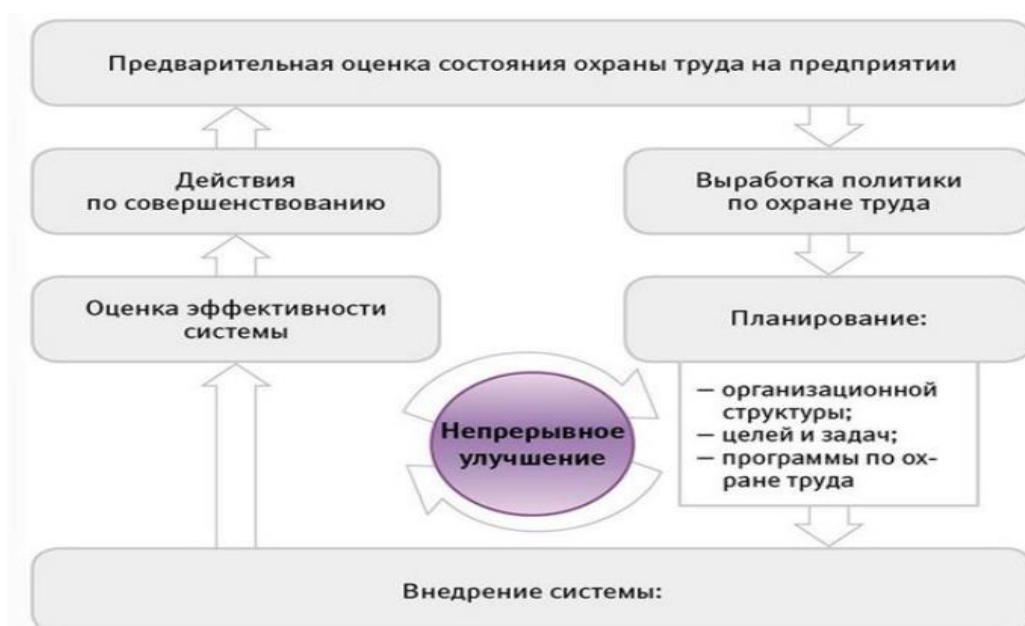 Предварительная оценка состояния охраны труда на предприятии
Действия
по совершенствованию
Выработка политики
по охране труда
Оценка эффективности
системы
Планирование:
— организационной
структуры;
— целей и задач;
— программы по ох-
ране труда
Непрерывное
улучшение
Внедрение системы: